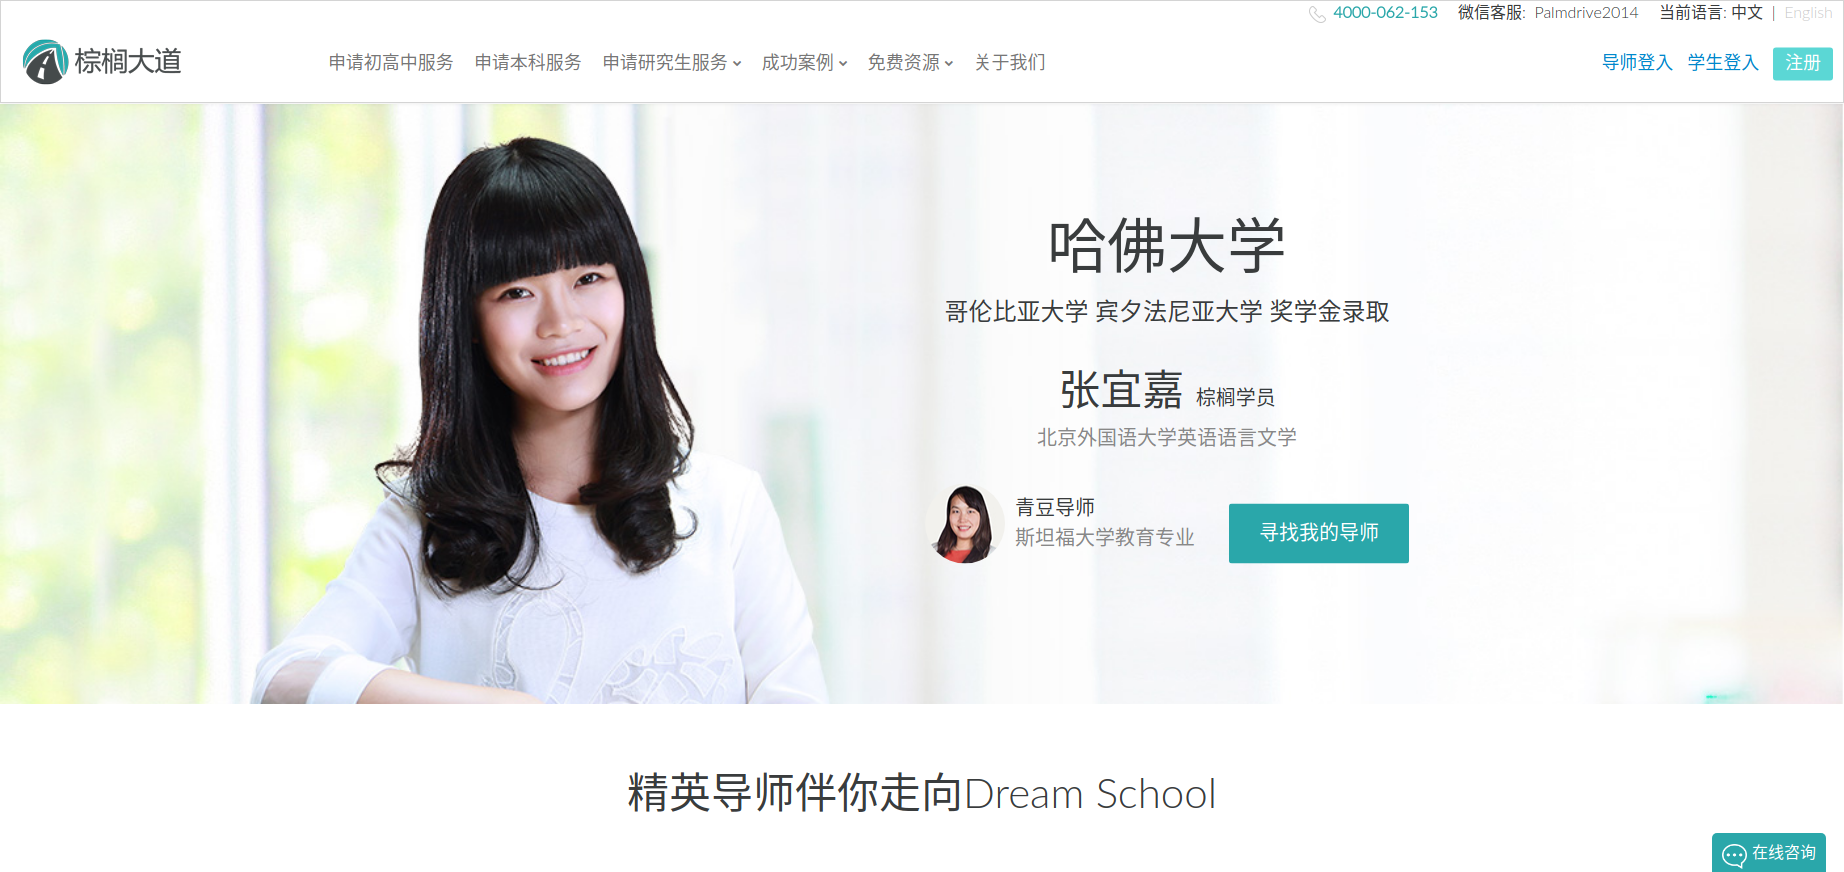 4000-062-153 微信客服: Palmdrive2014 当前语言: 中文 | English
棕榈大道
申请初高中服务 申请本科服务 申请研究生服务 成功案例 免费资源 关于我们
导师登入 学生登入 注册
哈佛大学
哥伦比亚大学 宾夕法尼亚大学 奖学金录取
张宜嘉 棕榈学员
北京外国语大学英语语言文学
青豆导师
斯坦福大学教育专业
寻找我的导师
精英导师伴你走向Dream School
在线咨询